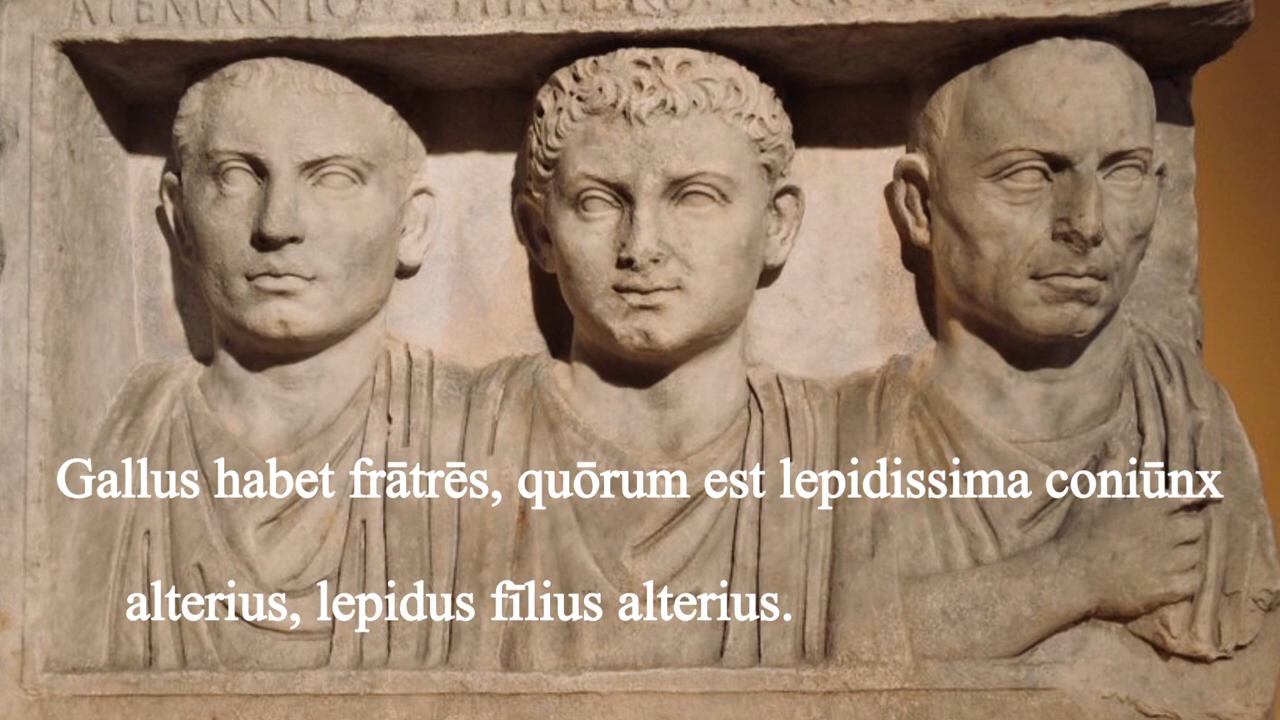 Gallus habet frātrēs, quōrum est lepidissima coniūnx
alterius, lepidus fīlius alterius.